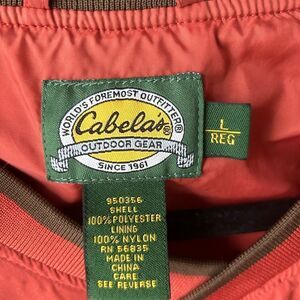 WORLD'S FOREMOST OUTFITTER®
Cabela's®
OUTDOOR GEAR
SINCE 1961
L
REG
950356
SHELL
100% POLYESTER
LINING
100% NYLON
RN 56835
MADE IN
CHINA
CARE
SEE REVERSE